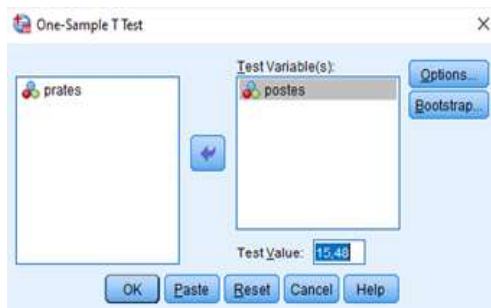 One-Sample T Test
Test Variable(s):
prates
postes
Options...
Bootstrap...
Test Value: 15,48
OK Paste Reset Cancel Help